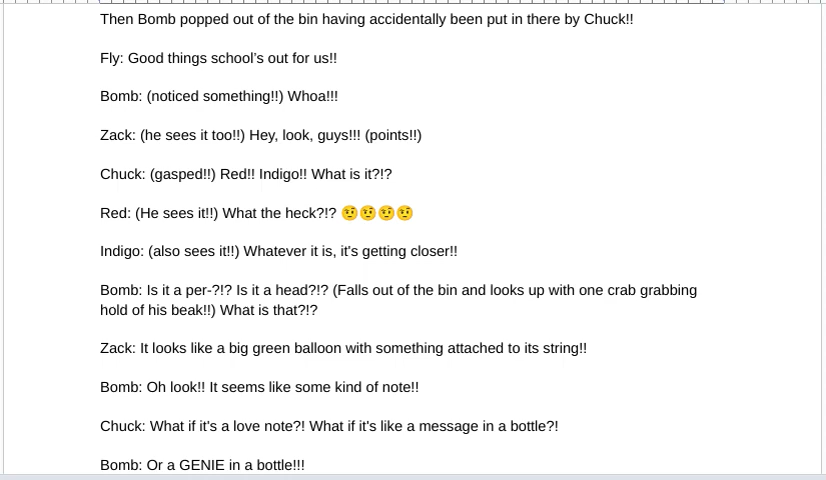 Then Bomb popped out of the bin having accidentally been put in there by Chuck!!
Fly: Good things school’s out for us!!
Bomb: (noticed something!!) Whoa!!!
Zack: (he sees it too!!) Hey, look, guys!!! (points!!)
Chuck: (gasped!!) Red!! Indigo!! What is it?!?
Red: (He sees it!!) What the heck?!? 🤨🤨🤨🤨
Indigo: (also sees it!!) Whatever it is, it's getting closer!!
Bomb: Is it a per-?!? Is it a head?!? (Falls out of the bin and looks up with one crab grabbing
hold of his beak!!) What is that?!?
Zack: It looks like a big green balloon with something attached to its string!!
Bomb: Oh look!! It seems like some kind of note!!
Chuck: What if it's a love note?! What if it's like a message in a bottle?!
Bomb: Or a GENIE in a bottle!!!